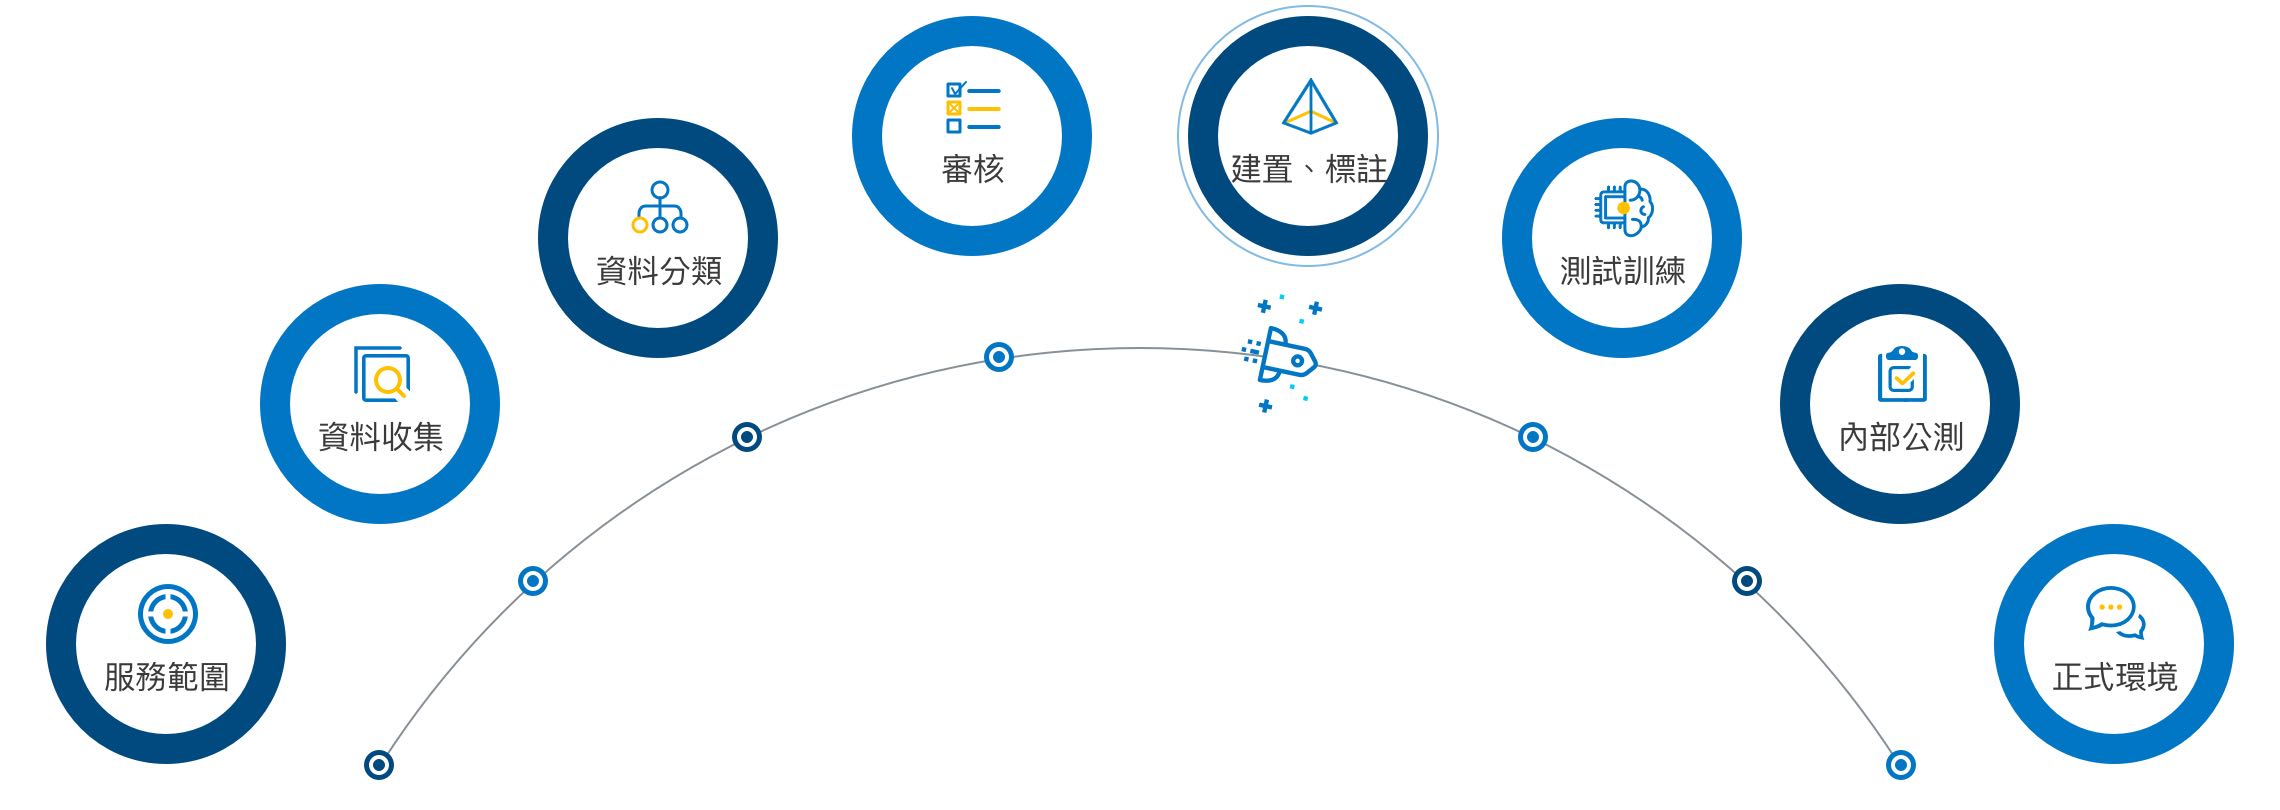 服務範圍
資料收集
資料分類
審核
建置、標註
測試訓練
內部公測
正式環境